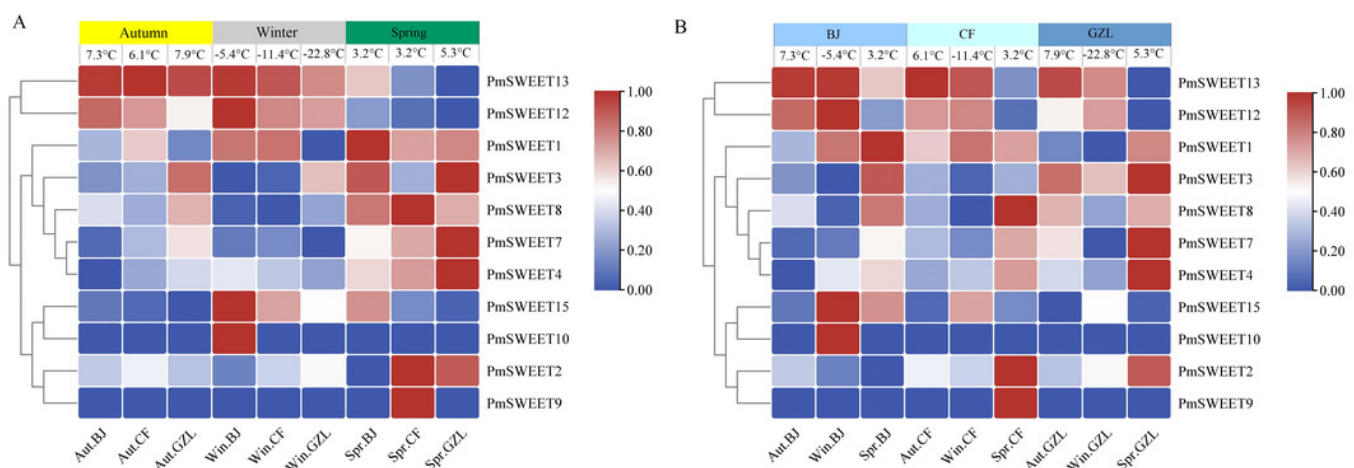 A
Autumn Winter Spring
7.3°C 6.1°C 7.9°C -5.4°C -11.4°C -22.8°C 3.2°C 3.2°C 5.3°C
PmSWEET13
PmSWEET12
PmSWEET1
PmSWEET3
PmSWEET8
PmSWEET7
PmSWEET4
PmSWEET15
PmSWEET10
PmSWEET2
PmSWEET9
Aut.BJ Aut.CF Aut.GZL Win.BJ Win.CF Win.GZL Spr.BJ Spr.CF Spr.GZL
1.00
0.80
0.60
0.40
0.20
0.00
B
BJ CF GZL
7.3°C -5.4°C 3.2°C 6.1°C -11.4°C 3.2°C 7.9°C -22.8°C 5.3°C
PmSWEET13
PmSWEET12
PmSWEET1
PmSWEET3
PmSWEET8
PmSWEET7
PmSWEET4
PmSWEET15
PmSWEET10
PmSWEET2
PmSWEET9
Aut.BJ Win.BJ Spr.BJ Aut.CF Win.CF Spr.CF Aut.GZL Win.GZL Spr.GZL
1.00
0.80
0.60
0.40
0.20
0.00